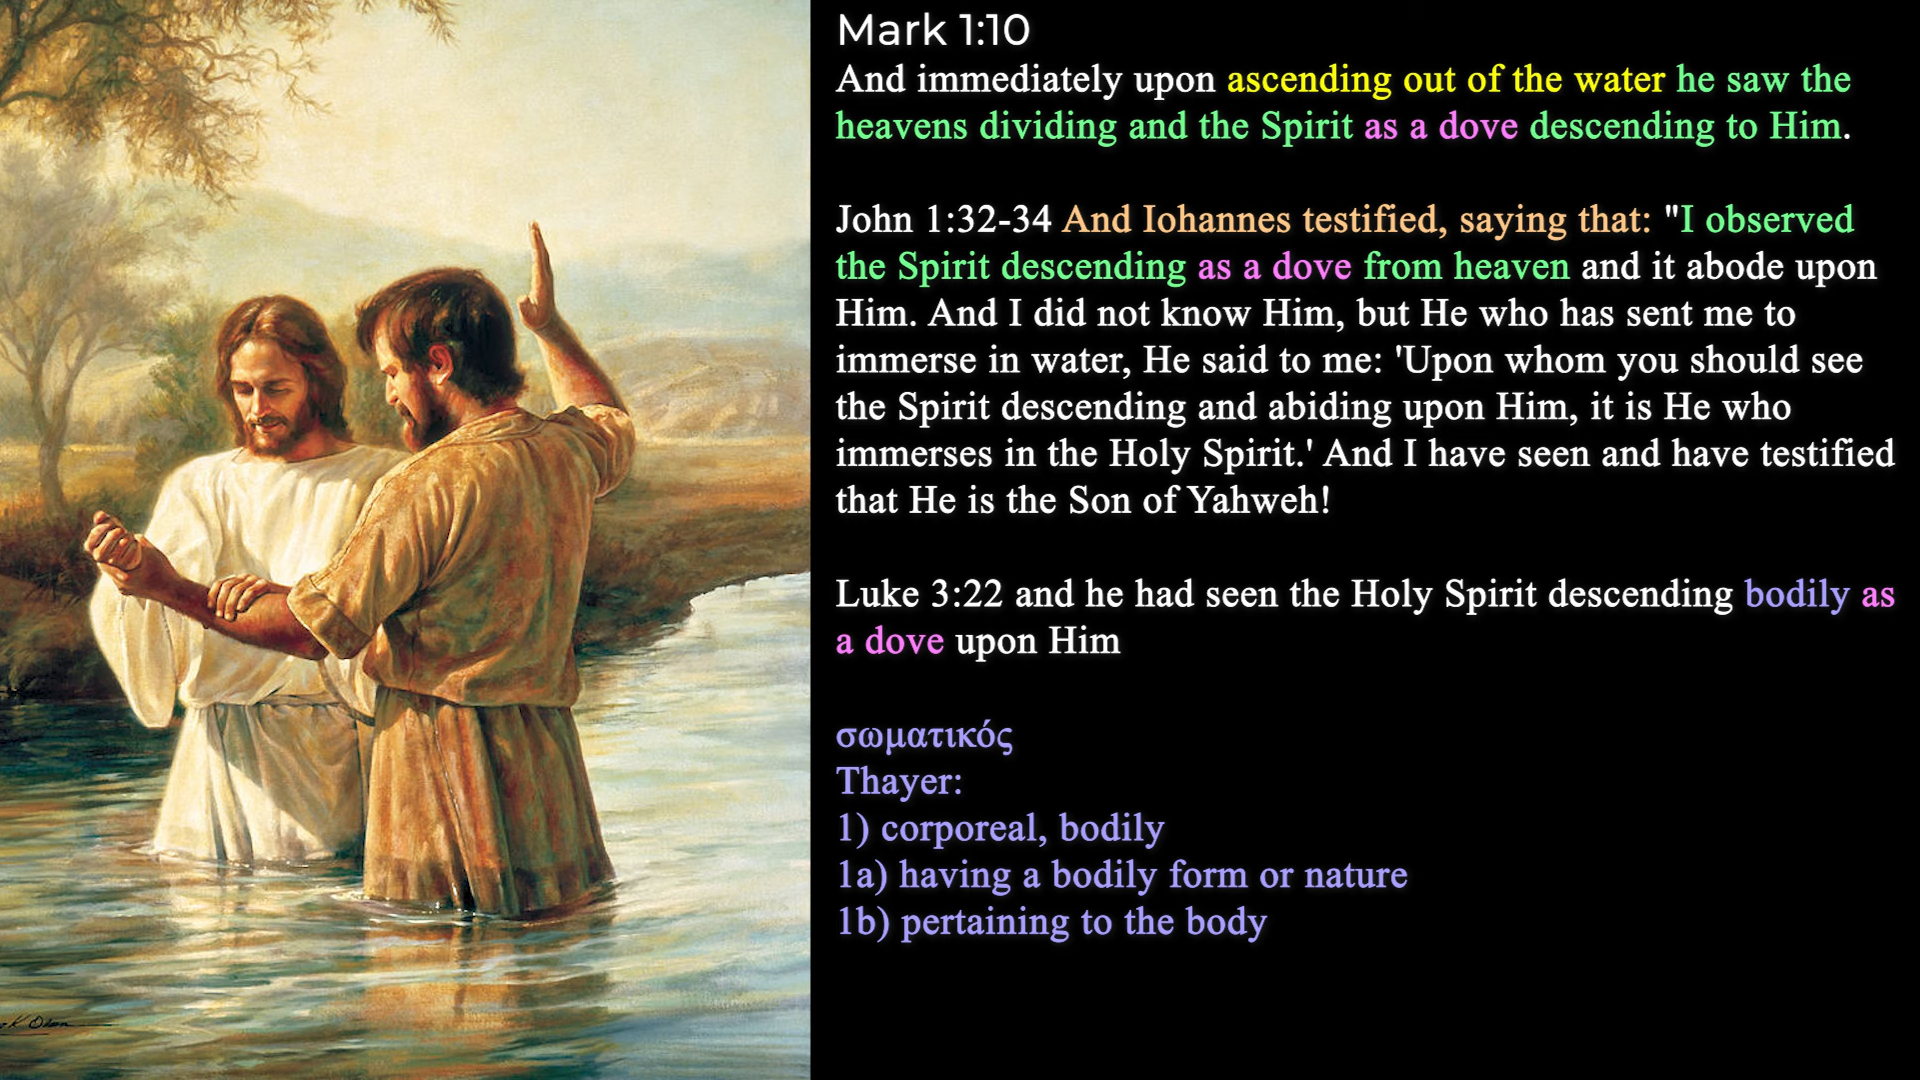 Mark 1:10
And immediately upon ascending out of the water he saw the
heavens dividing and the Spirit as a dove descending to Him.
John 1:32-34 And Iohannes testified, saying that: "I observed
the Spirit descending as a dove from heaven and it abode upon
Him. And I did not know Him, but He who has sent me to
immerse in water, He said to me: 'Upon whom you should see
the Spirit descending and abiding upon Him, it is He who
immerses in the Holy Spirit.' And I have seen and have testified
that He is the Son of Yahweh!
Luke 3:22 and he had seen the Holy Spirit descending bodily as
a dove upon Him
σωματικός
Thayer:
1) corporeal, bodily
1a) having a bodily form or nature
1b) pertaining to the body